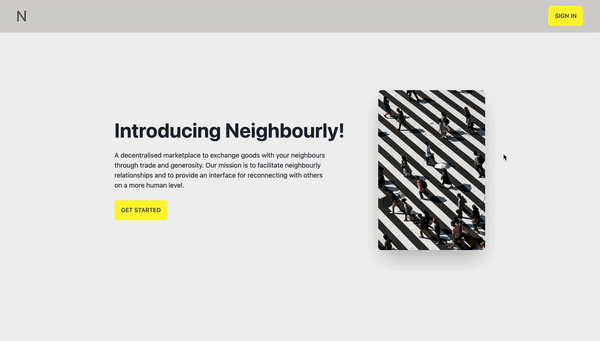 N
SIGN IN
Introducing Neighbourly!
A decentralised marketplace to exchange goods with your neighbours
through trade and generosity. Our mission is to facilitate neighbourly
relationships and to provide an interface for reconnecting with others
on a more human level.
GET STARTED